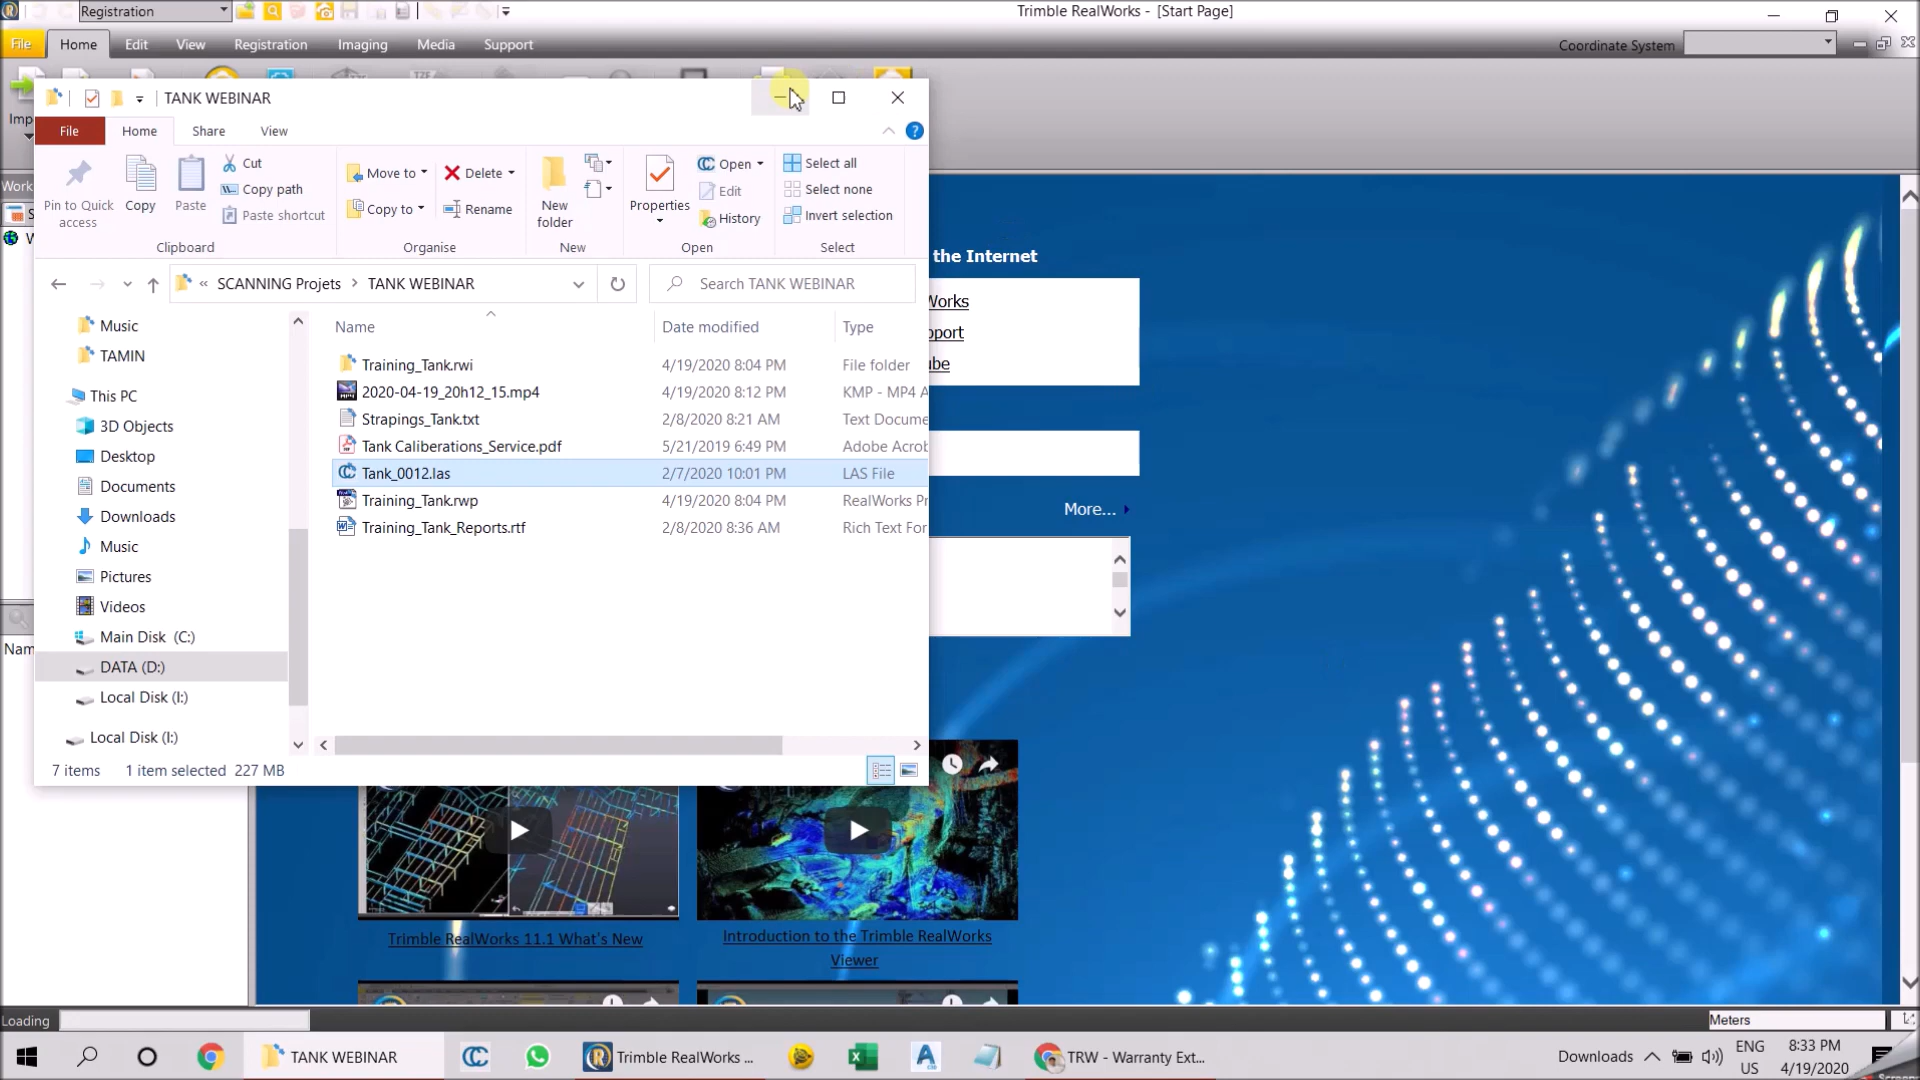 Registration
Trimble RealWorks - [Start Page]
File Home Edit View Registration Imaging Media Support
Coordinate System
TANK WEBINAR
File Home Share View
Pin to Quick access
Copy
Paste
Cut
Copy path
Paste shortcut
Move to
Copy to
Delete
Rename
New folder
Properties
Open
Edit
History
Select all
Select none
Invert selection
Clipboard Organise New Open Select
« SCANNING Projets > TANK WEBINAR
Search TANK WEBINAR
Name Date modified Type
Training_Tank.rwi 4/19/2020 8:04 PM File folder
2020-04-19_20h12_15.mp4 4/19/2020 8:12 PM KMP - MP4 A
Strapings_Tank.txt 2/8/2020 8:21 AM Text Docume
Tank Caliberations_Service.pdf 5/21/2019 6:49 PM Adobe Acrob
Tank_0012.las 2/7/2020 10:01 PM LAS File
Training_Tank.rwp 4/19/2020 8:04 PM RealWorks Pr
Training_Tank_Reports.rtf 2/8/2020 8:36 AM Rich Text For
Music
TAMIN
This PC
3D Objects
Desktop
Documents
Downloads
Music
Pictures
Videos
Main Disk (C:)
DATA (D:)
Local Disk (I:)
Local Disk (I:)
7 items 1 item selected 227 MB
the Internet
Works
pport
be
More...
Trimble RealWorks 11.1 What's New
Introduction to the Trimble RealWorks
Viewer
Loading
Meters
TANK WEBINAR
Trimble RealWorks ...
TRW - Warranty Ext...
Downloads
ENG
US
8:33 PM
4/19/2020